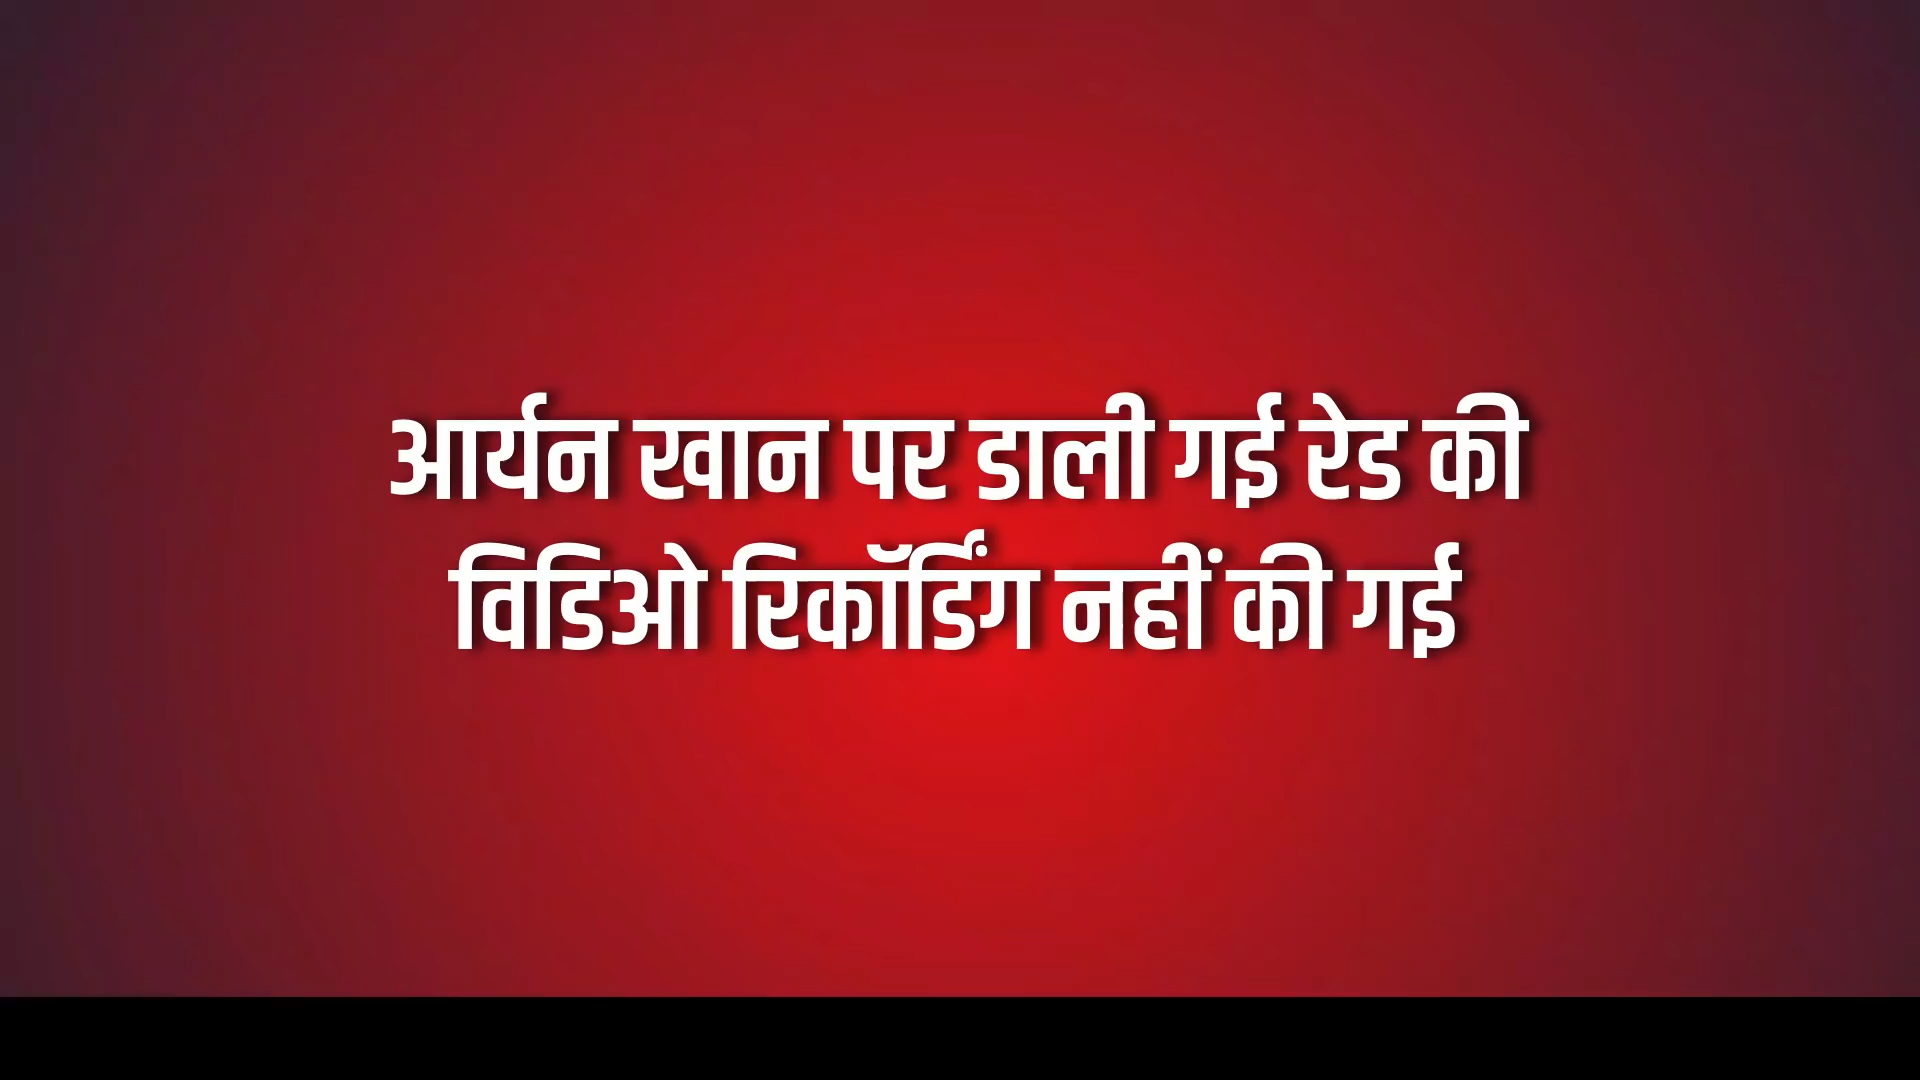 आर्यन खान पर डाली गई रेड की
विडिओ रिकॉर्डिंग नहीं की गई